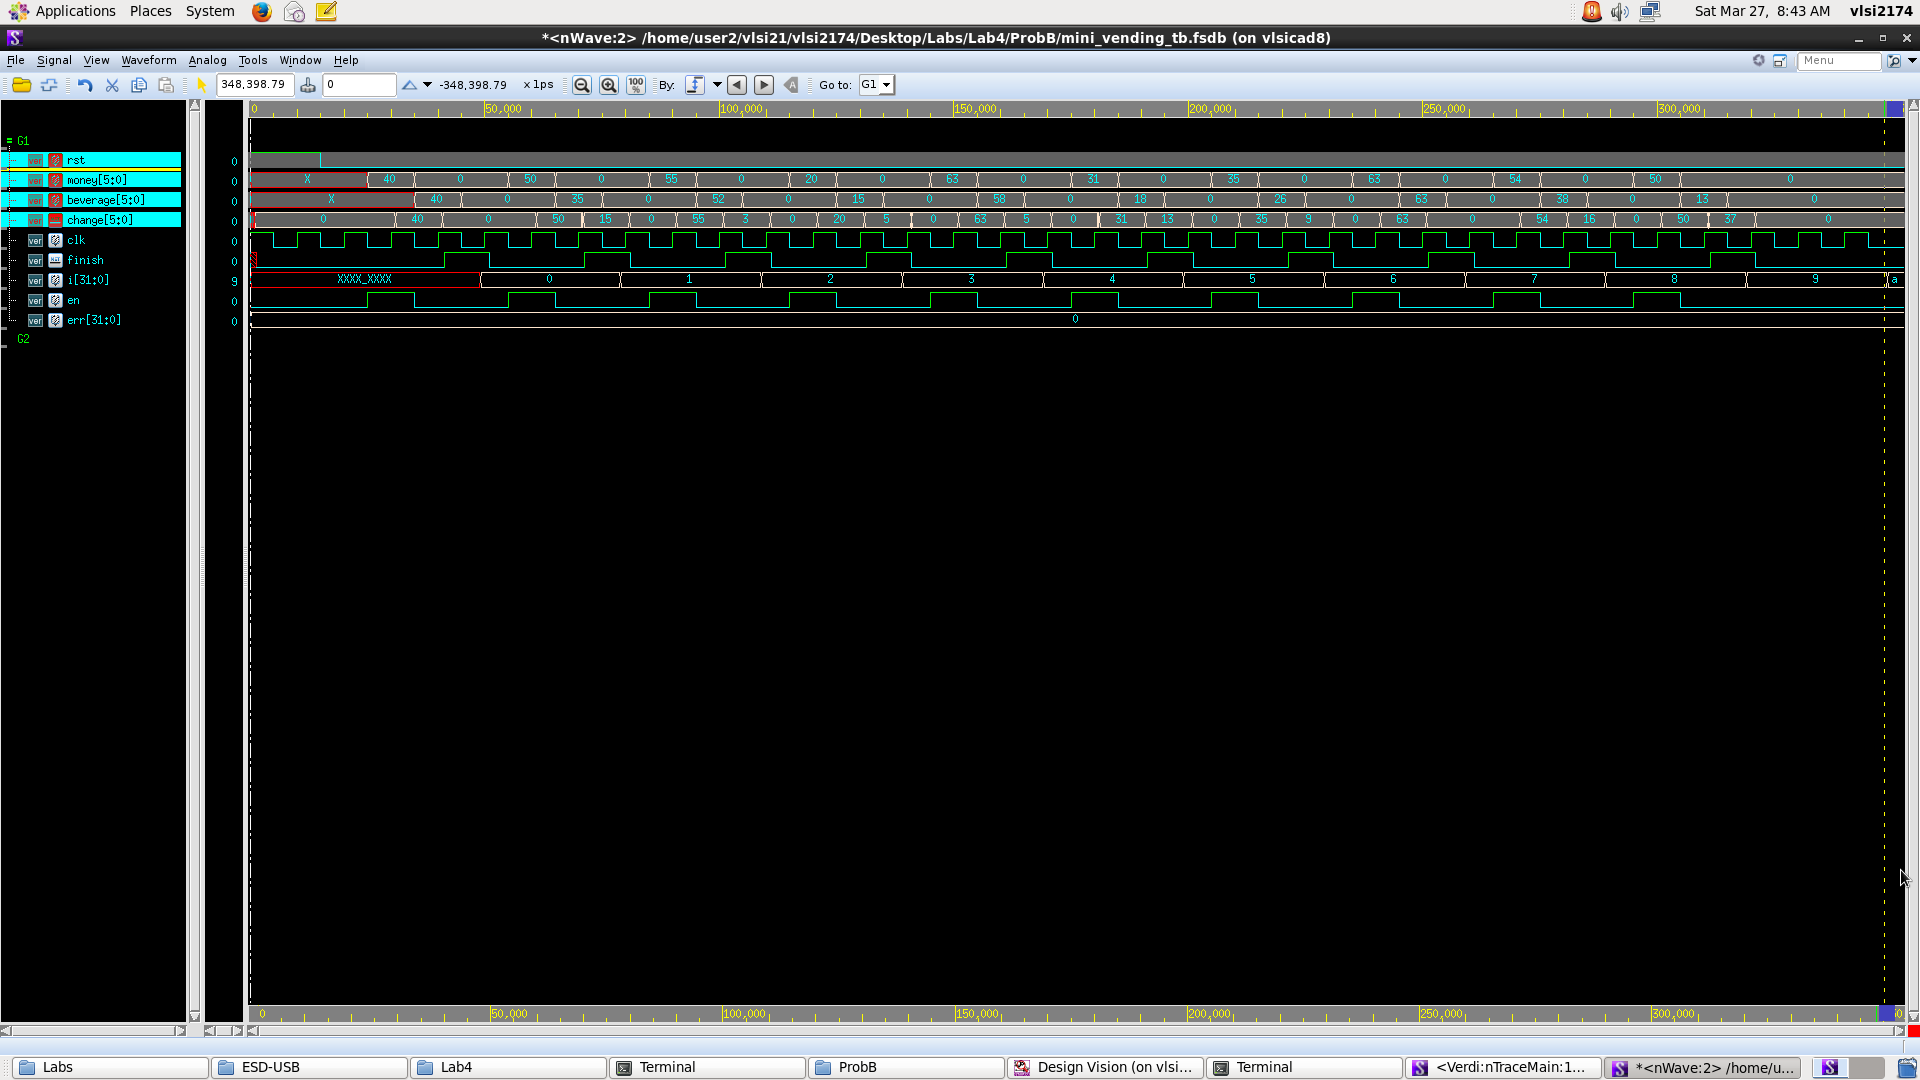 Applications Places System Sat Mar 27, 8:43 AM vlsi2174
*<nWave:2> /home/user2/vlsi21/vlsi2174/Desktop/Labs/Lab4/ProbB/mini_vending_tb.fsdb (on vlsicad8)
File Signal View Waveform Analog Tools Window Help Menu
348,398.79 0 -348,398.79 x 1ps 100 % By: Go to: G1
0 50,000 100,000 150,000 200,000 250,000 300,000
G1
ver rst 0
ver money[5:0] 0 X 40 0 50 0 55 0 20 0 63 0 31 0 35 0 63 0 54 0 50 0
ver beverage[5:0] 0 X 40 0 35 0 52 0 15 0 58 0 18 0 26 0 63 0 38 0 13 0
ver change[5:0] 0 0 40 0 50 15 0 55 3 0 20 5 0 63 5 0 31 13 0 35 9 0 63 0 54 16 0 50 37 0
ver clk 0
ver finish 0
ver i[31:0] 9 XXXX_XXXX 0 1 2 3 4 5 6 7 8 9 a
ver en 0
ver err[31:0] 0 0
G2
0 50,000 100,000 150,000 200,000 250,000 300,000
Labs ESD-USB Lab4 Terminal ProbB Design Vision (on vlsi... Terminal <Verdi:nTraceMain:1... *<nWave:2> /home/u...